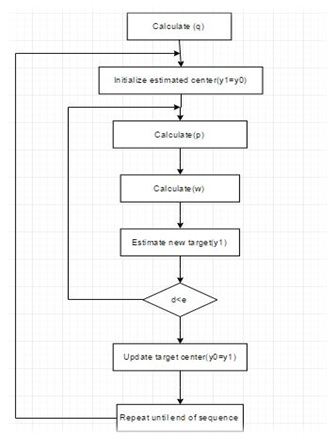 Calculate (q)
Initialize estimated center(y1=y0)
Calculate(p)
Calculate(w)
Estimate new target(y1)
d<e
Update target center(y0=y1)
Repeat until end of sequence